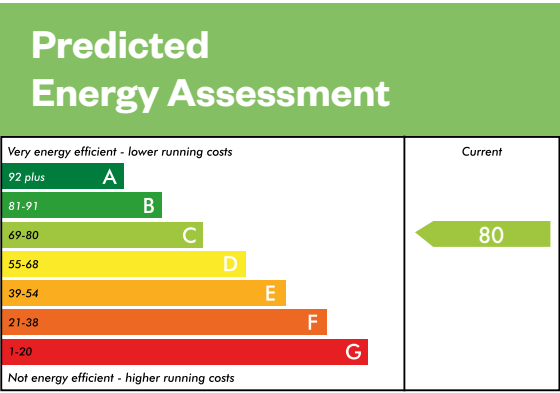 Predicted
Energy Assessment
Very energy efficient - lower running costs
Current
92 plus A
81-91 B
69-80 C
80
55-68 D
39-54 E
21-38 F
1-20 G
Not energy efficient - higher running costs